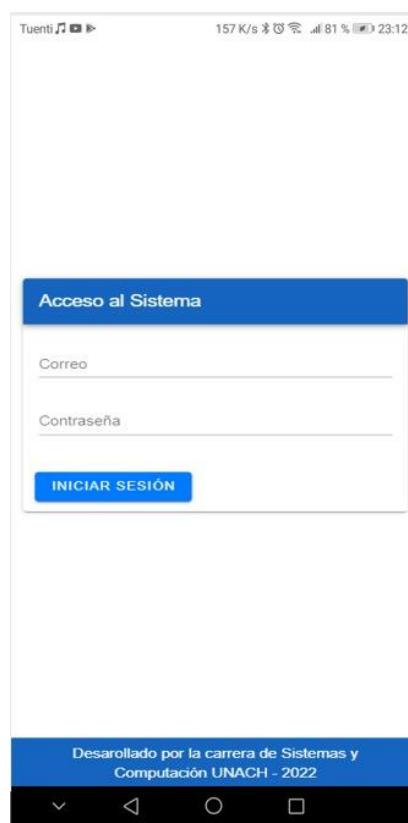 Tuenti 157 K/s 81 % 23:12
Acceso al Sistema
Correo
Contraseña
INICIAR SESIÓN
Desarollado por la carrera de Sistemas y
Computación UNACH - 2022